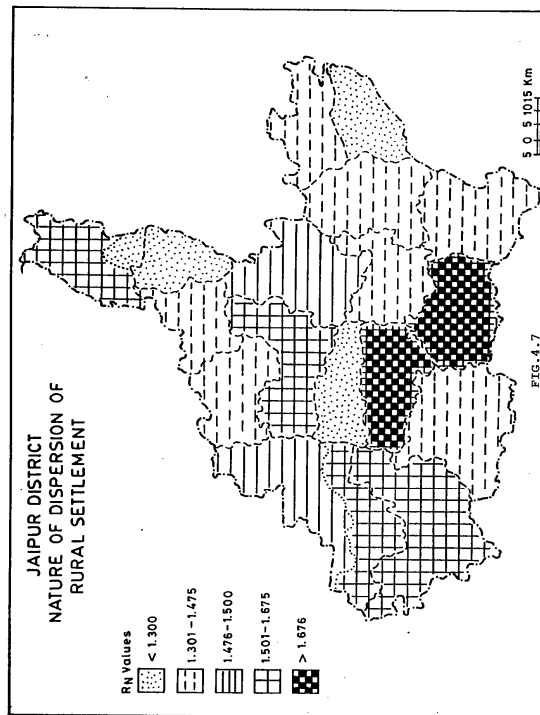 JAIPUR DISTRICT
NATURE OF DISPERSION OF
RURAL SETTLEMENT
RN Values
< 1.300
1.301-1.475
1.476-1.500
1.501-1.675
> 1.676
5 0 5 10 15 Km
FIG.4.7